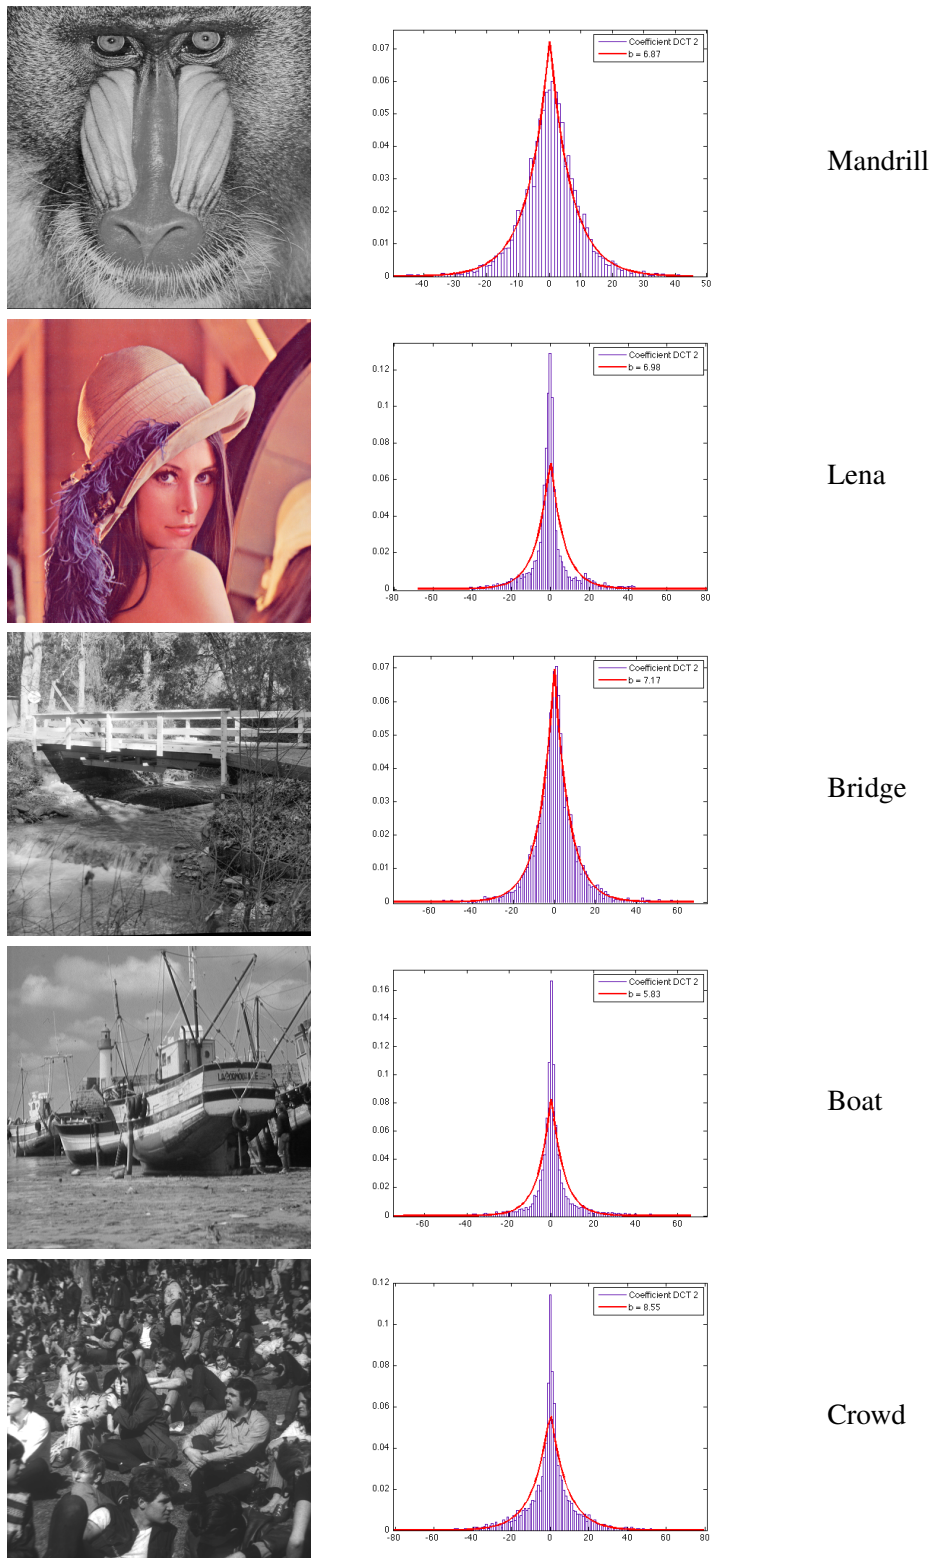 Coefficient DCT 2
b = 6.87
0.07
0.06
0.05
0.04
0.03
0.02
0.01
0
-40 -30 -20 -10 0 10 20 30 40 50
Mandrill
Coefficient DCT 2
b = 6.98
0.12
0.1
0.08
0.06
0.04
0.02
0
-80 -60 -40 -20 0 20 40 60 80
Lena
Coefficient DCT 2
b = 7.17
0.07
0.06
0.05
0.04
0.03
0.02
0.01
0
-60 -40 -20 0 20 40 60
Bridge
Coefficient DCT 2
b = 5.83
0.16
0.14
0.12
0.1
0.08
0.06
0.04
0.02
0
-60 -40 -20 0 20 40 60
Boat
Coefficient DCT 2
b = 8.55
0.12
0.1
0.08
0.06
0.04
0.02
0
-80 -60 -40 -20 0 20 40 60 80
Crowd